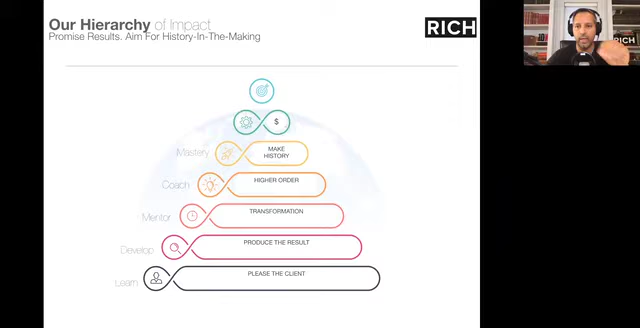 Our Hierarchy of Impact
Promise Results. Aim For History-In-The-Making
RICH
RICH
$
Mastery
MAKE
HISTORY
Coach
HIGHER ORDER
Mentor
TRANSFORMATION
Develop
PRODUCE THE RESULT
Learn
PLEASE THE CLIENT